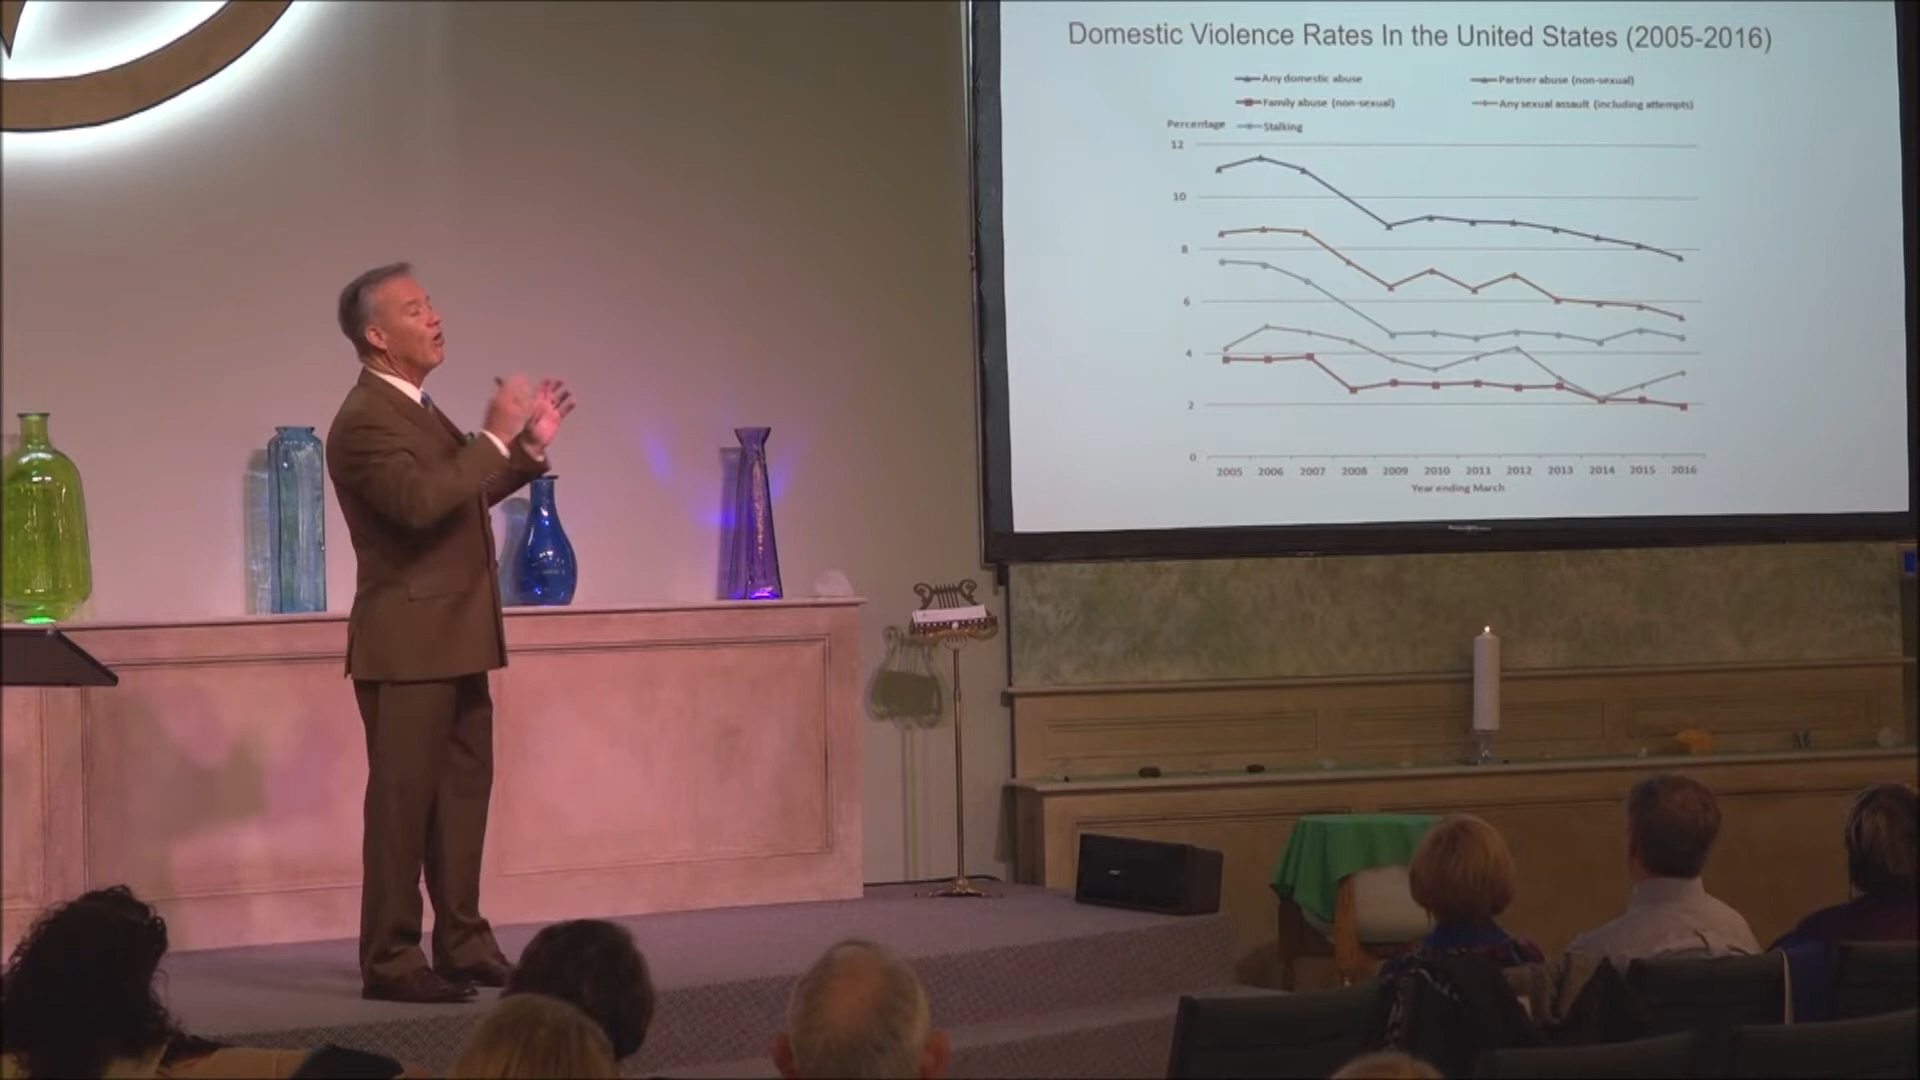 Domestic Violence Rates In the United States (2005-2016)
Any domestic abuse
Partner abuse (non-sexual)
Family abuse (non-sexual)
Any sexual assault (including attempts)
Percentage
Stalking
12
10
8
6
4
2
0
2005 2006 2007 2008 2009 2010 2011 2012 2013 2014 2015 2016
Year ending March